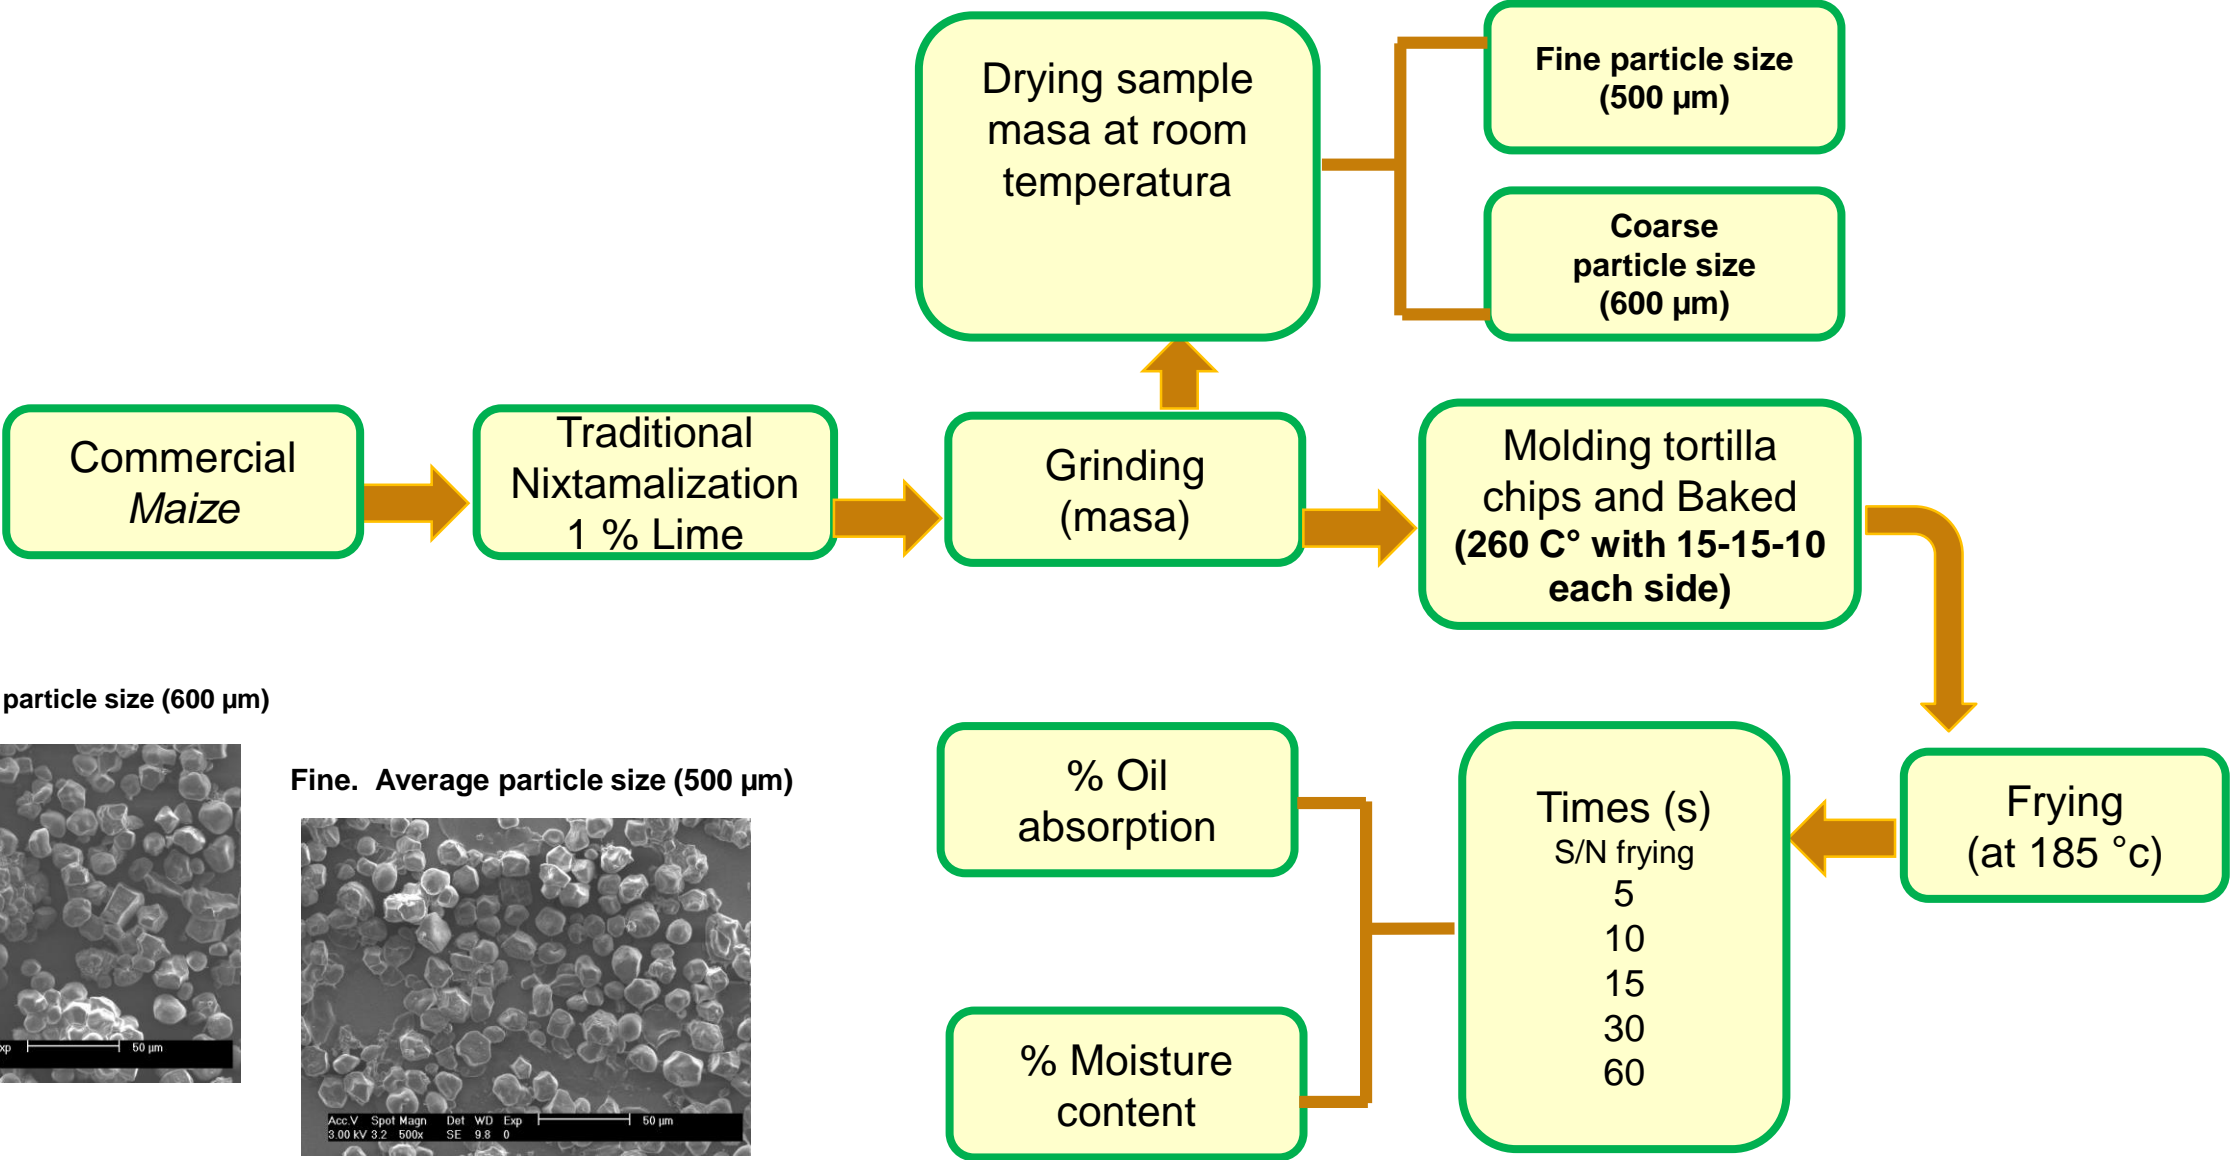 Drying sample
masa at room
temperatura
Fine particle size
(500 µm)
Coarse
particle size
(600 µm)
Commercial
Maize
Traditional
Nixtamalization
1 % Lime
Grinding
(masa)
Molding tortilla
chips and Baked
(260 C° with 15-15-10
each side)
particle size (600 µm)
50 µm
Fine.  Average particle size (500 µm)
Acc.V Spot Magn Det WD Exp 50 µm
3.00 kV 3.2 500x SE 9.8 0
% Oil
absorption
% Moisture
content
Times (s)
S/N frying
5
10
15
30
60
Frying
(at 185 °c)